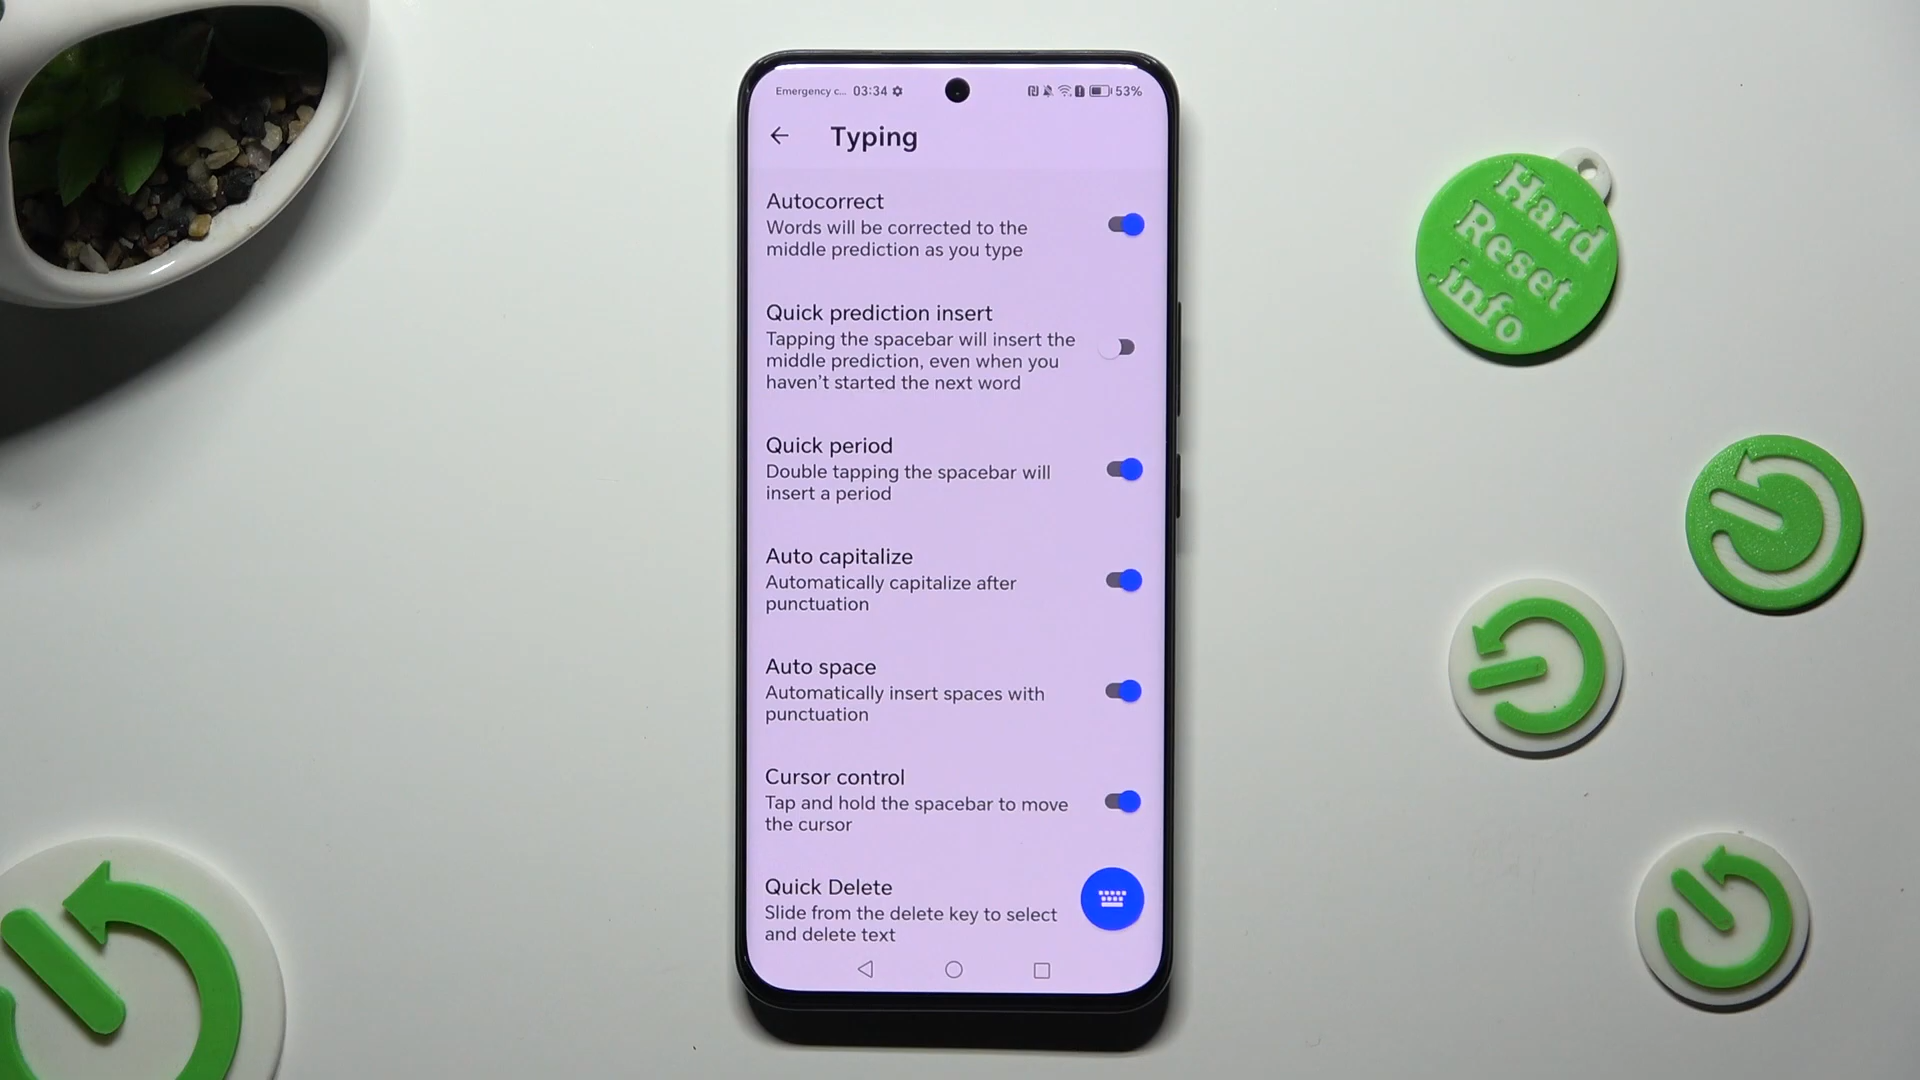 Emergency c... 03:34 53%
Typing
Autocorrect
Words will be corrected to the
middle prediction as you type
Quick prediction insert
Tapping the spacebar will insert the
middle prediction, even when you
haven't started the next word
Quick period
Double tapping the spacebar will
insert a period
Auto capitalize
Automatically capitalize after
punctuation
Auto space
Automatically insert spaces with
punctuation
Cursor control
Tap and hold the spacebar to move
the cursor
Quick Delete
Slide from the delete key to select
and delete text
Hard
Reset
.info